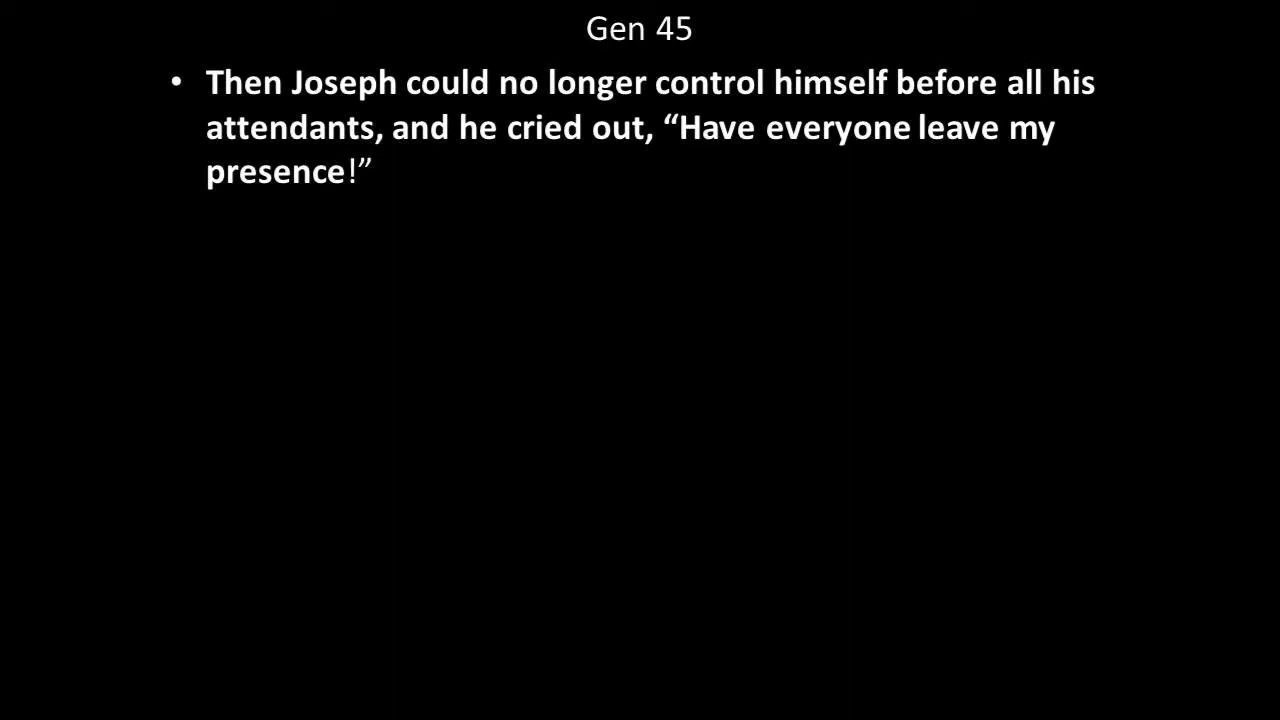 Gen 45
• Then Joseph could no longer control himself before all his
attendants, and he cried out, “Have everyone leave my
presence!”